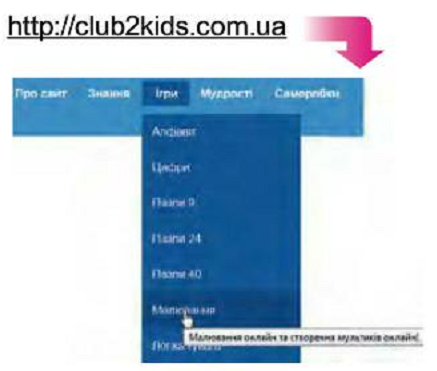 http://club2kids.com.ua
Про сайт Знання Ігри Мудрості Саморобки
Алфавіт
Цифри
Пазли 9
Пазли 24
Пазли 40
Малювання
Малювання онлайн та створення мультиків онлайн!